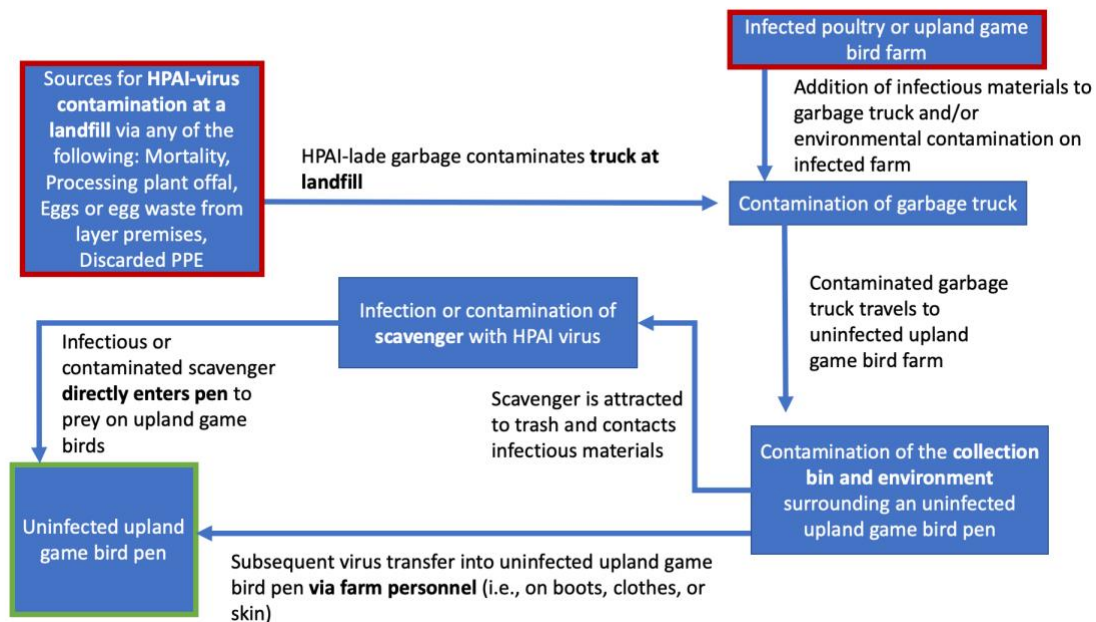 Infected poultry or upland game
bird farm
Sources for HPAI-virus
contamination at a
landfill via any of the
following: Mortality,
Processing plant offal,
Eggs or egg waste from
layer premises,
Discarded PPE
Addition of infectious materials to
garbage truck and/or
environmental contamination on
infected farm
HPAI-lade garbage contaminates truck at
landfill
Contamination of garbage truck
Contaminated garbage
truck travels to
uninfected upland
game bird farm
Infection or contamination of
scavenger with HPAI virus
Infectious or
contaminated scavenger
directly enters pen to
prey on upland game
birds
Scavenger is attracted
to trash and contacts
infectious materials
Contamination of the collection
bin and environment
surrounding an uninfected
upland game bird pen
Uninfected upland
game bird pen
Subsequent virus transfer into uninfected upland game
bird pen via farm personnel (i.e., on boots, clothes, or
skin)